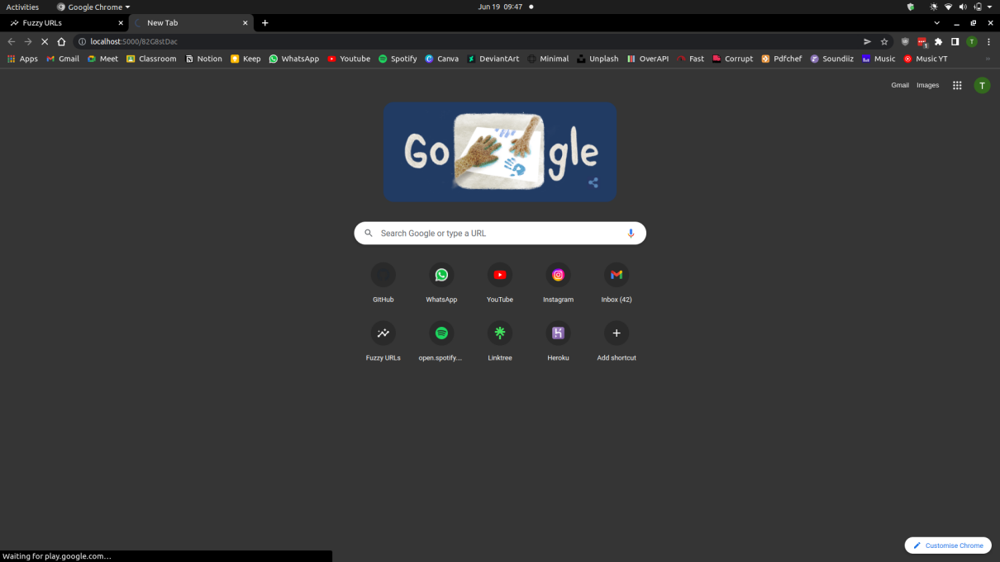 Activities Google Chrome Jun 19 09:47
Fuzzy URLs New Tab
localhost:5000/82G8stDac
Apps Gmail Meet Classroom Notion Keep WhatsApp Youtube Spotify Canva DeviantArt Minimal Unplash OverAPI Fast Corrupt Pdfchef Soundiiz Music Music YT
Gmail Images T
Google
Search Google or type a URL
GitHub WhatsApp YouTube Instagram Inbox (42)
Fuzzy URLs open.spotify.... Linktree Heroku Add shortcut
Customise Chrome
Waiting for play.google.com...